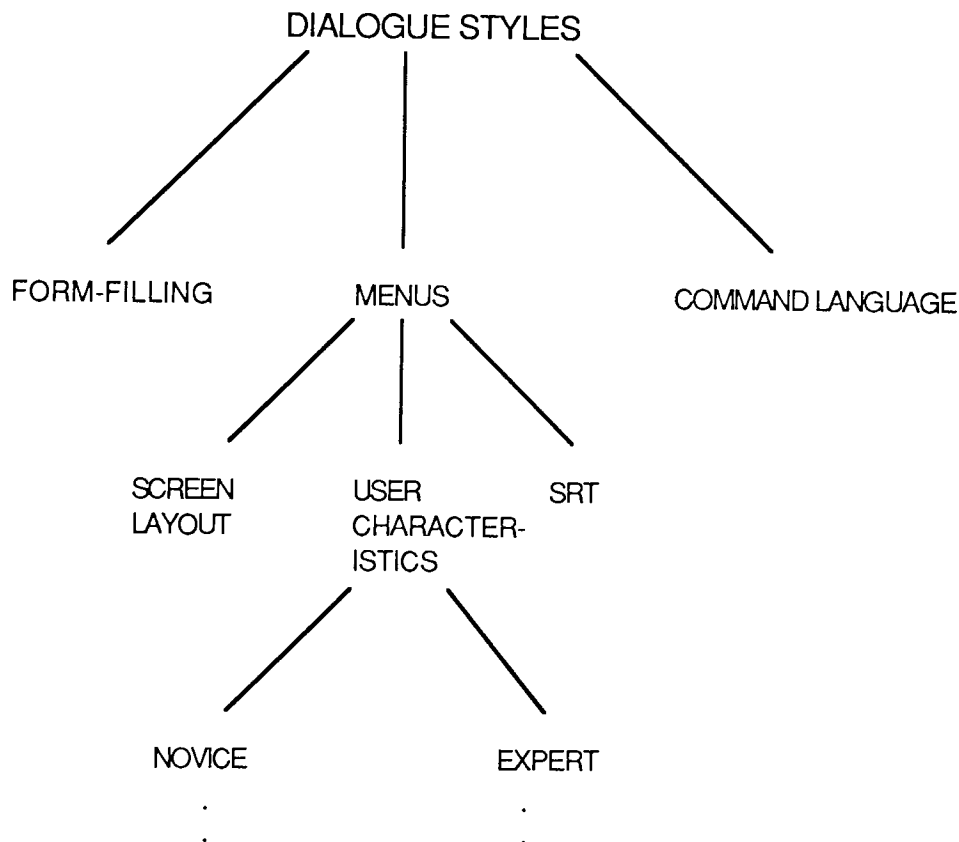 DIALOGUE STYLES
FORM-FILLING
MENUS
COMMAND LANGUAGE
SCREEN
LAYOUT
USER
CHARACTER-
ISTICS
SRT
NOVICE
EXPERT